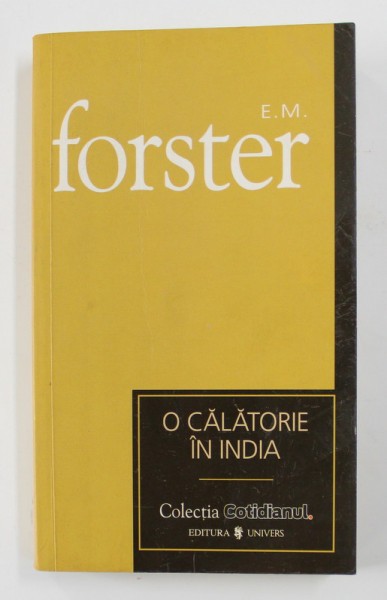 E.M.
forster
O CĂLĂTORIE
ÎN INDIA
Colecția Cotidianul.
EDITURA UNIVERS